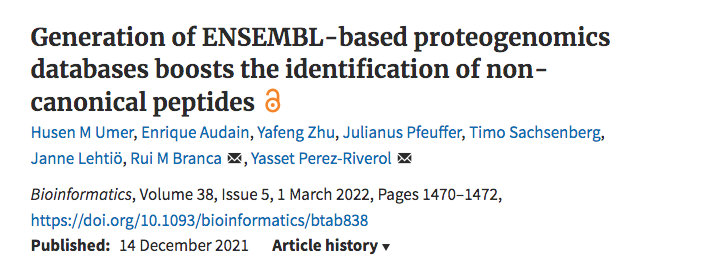 Generation of ENSEMBL-based proteogenomics
databases boosts the identification of non-
canonical peptides
Husen M Umer, Enrique Audain, Yafeng Zhu, Julianus Pfeuffer, Timo Sachsenberg,
Janne Lehtiö, Rui M Branca, Yasset Perez-Riverol
Bioinformatics, Volume 38, Issue 5, 1 March 2022, Pages 1470–1472,
https://doi.org/10.1093/bioinformatics/btab838
Published: 14 December 2021 Article history